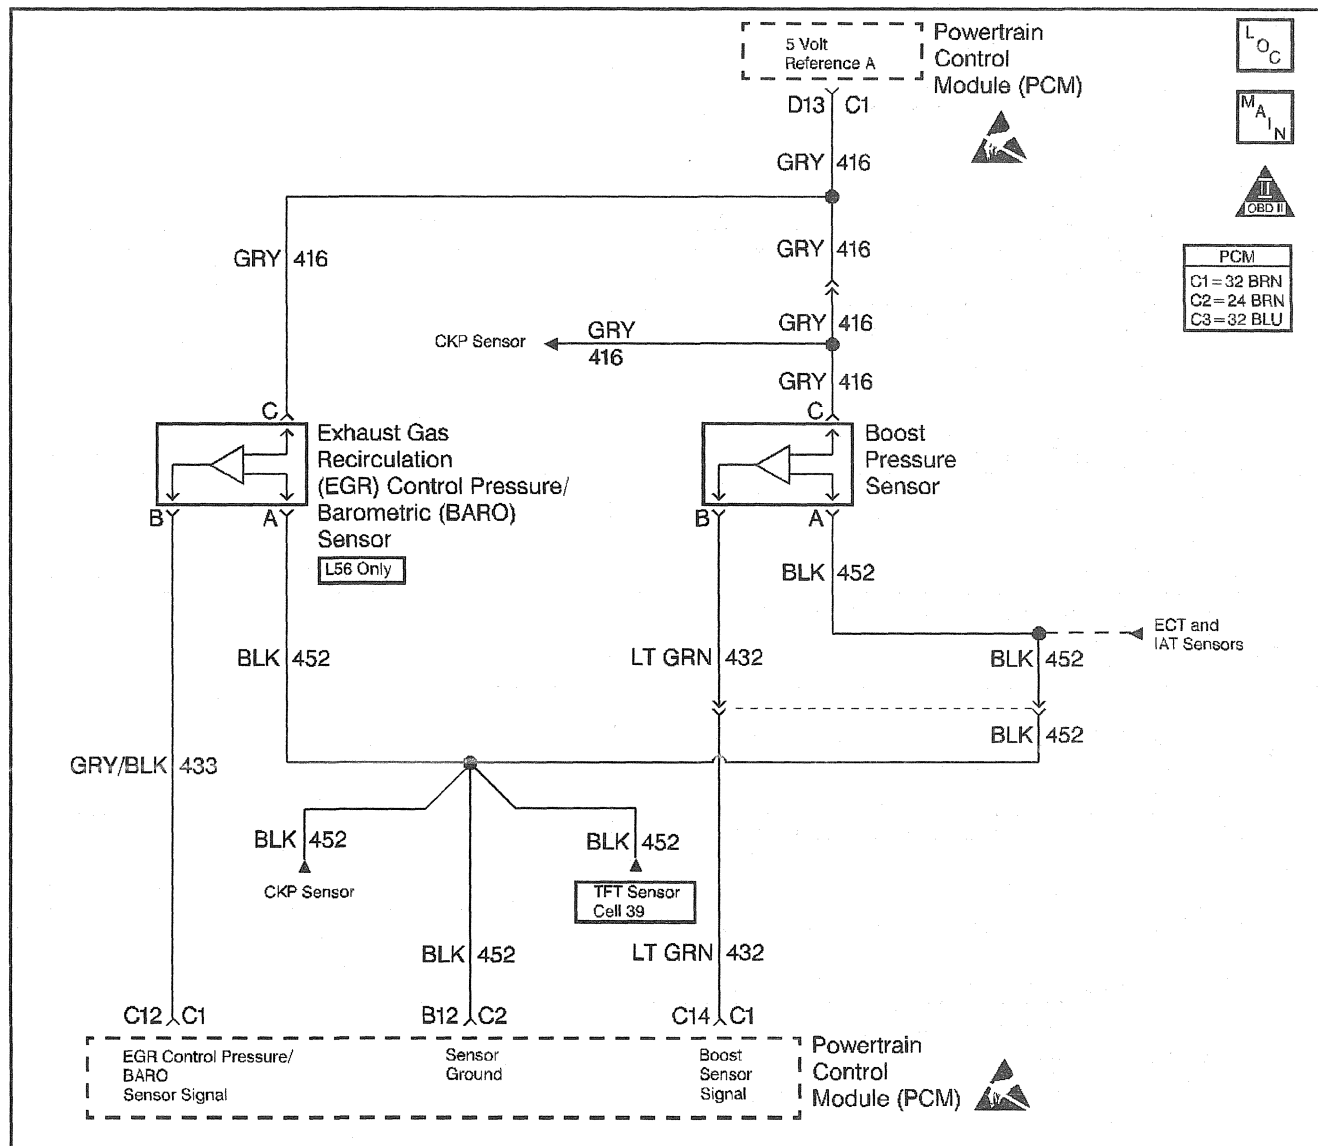 5 Volt
Reference A
Powertrain
Control
Module (PCM)
LOC
D13 C1
MAIN
GRY 416
II
OBD II
GRY 416
GRY 416
PCM
C1=32 BRN
C2=24 BRN
C3=32 BLU
GRY 416
CKP Sensor
GRY
416
GRY 416
C
C
Exhaust Gas
Recirculation
(EGR) Control Pressure/
Barometric (BARO)
Sensor
L56 Only
Boost
Pressure
Sensor
B A
B A
BLK 452
ECT and
IAT Sensors
BLK 452
LT GRN 432
BLK 452
BLK 452
GRY/BLK 433
BLK 452
CKP Sensor
BLK 452
TFT Sensor
Cell 39
BLK 452
LT GRN 432
C12 C1
B12 C2
C14 C1
EGR Control Pressure/
BARO
Sensor Signal
Sensor
Ground
Boost
Sensor
Signal
Powertrain
Control
Module (PCM)